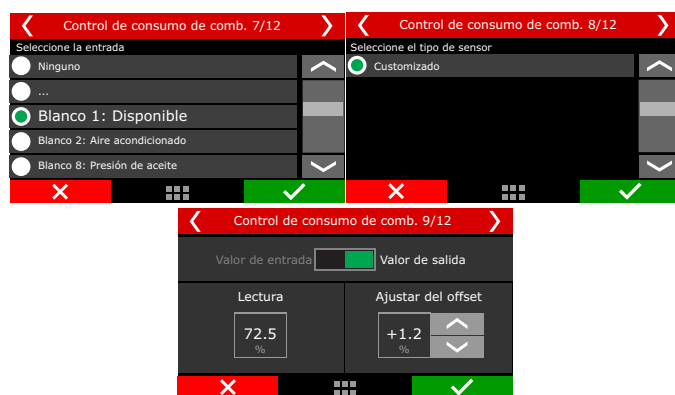 Control de consumo de comb. 7/12
Seleccione la entrada
Ninguno
...
Blanco 1: Disponible
Blanco 2: Aire acondicionado
Blanco 8: Presión de aceite
Control de consumo de comb. 8/12
Seleccione el tipo de sensor
Customizado
Control de consumo de comb. 9/12
Valor de entrada Valor de salida
Lectura Ajustar del offset
72.5 +1.2
% %